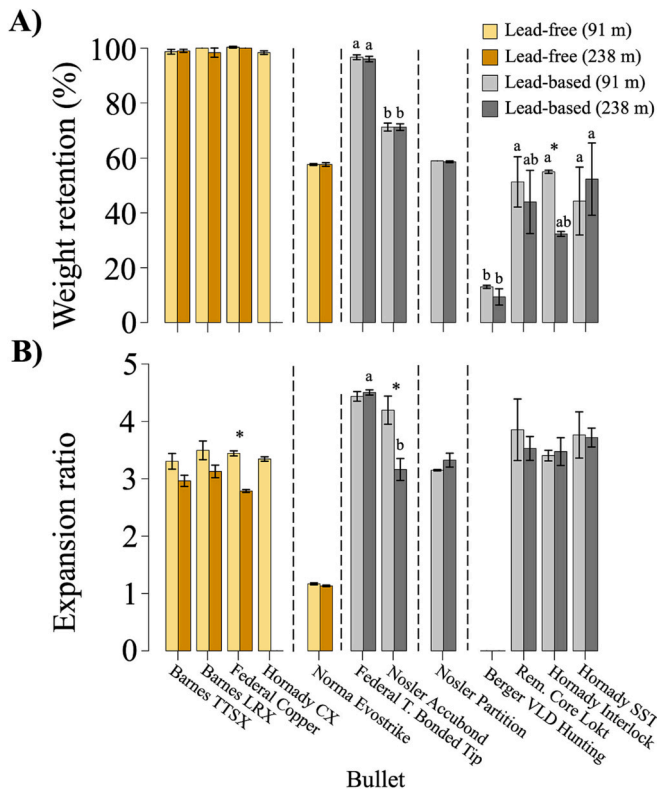 A)
Lead-free (91 m)
Lead-free (238 m)
Lead-based (91 m)
Lead-based (238 m)
Weight retention (%)
100
80
60
40
20
0
a a
b b
b b
a ab
a * ab
a a
B)
Expansion ratio
5
4
3
2
1
0
*
a
*
b
Barnes TTSX
Barnes LRX
Federal Copper
Hornady CX
Norma Evostrike
Federal T. Bonded Tip
Nosler Accubond
Nosler Partition
Berger VLD Hunting
Rem. Core Lokt
Hornady Interlock
Hornady SST
Bullet